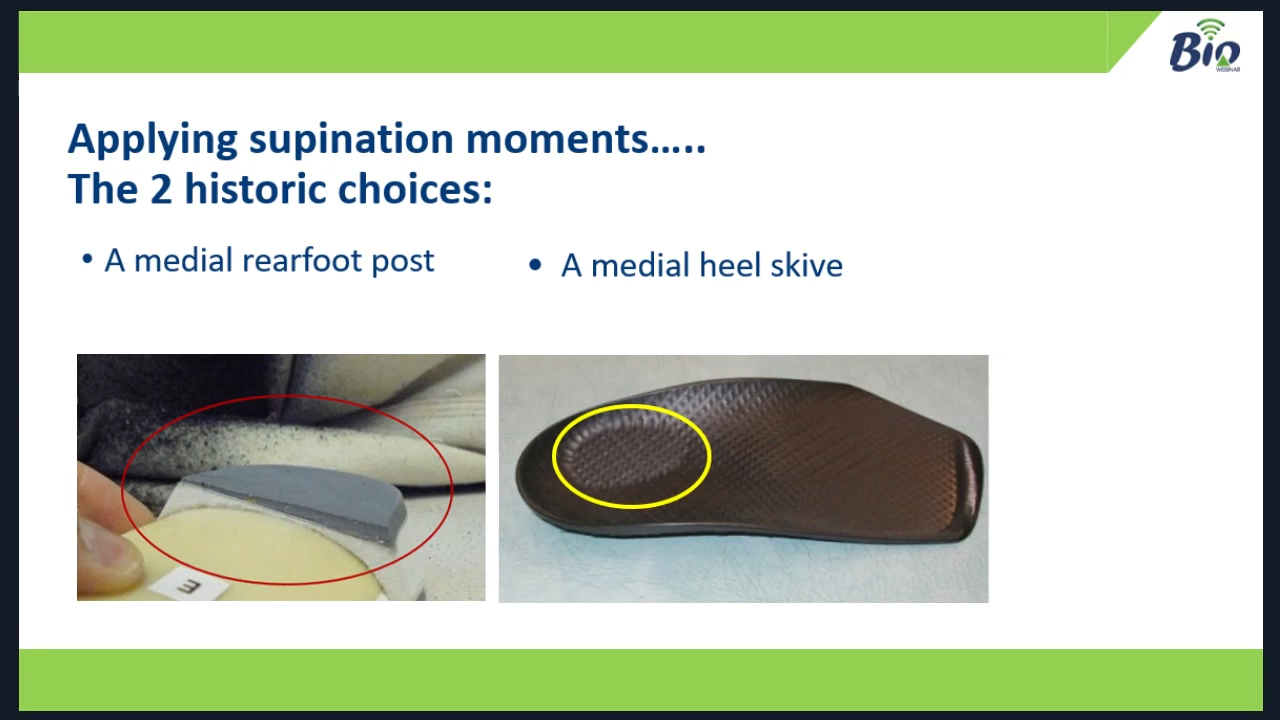 Bio
WEBINAR
Applying supination moments.....
The 2 historic choices:
• A medial rearfoot post
• A medial heel skive
m